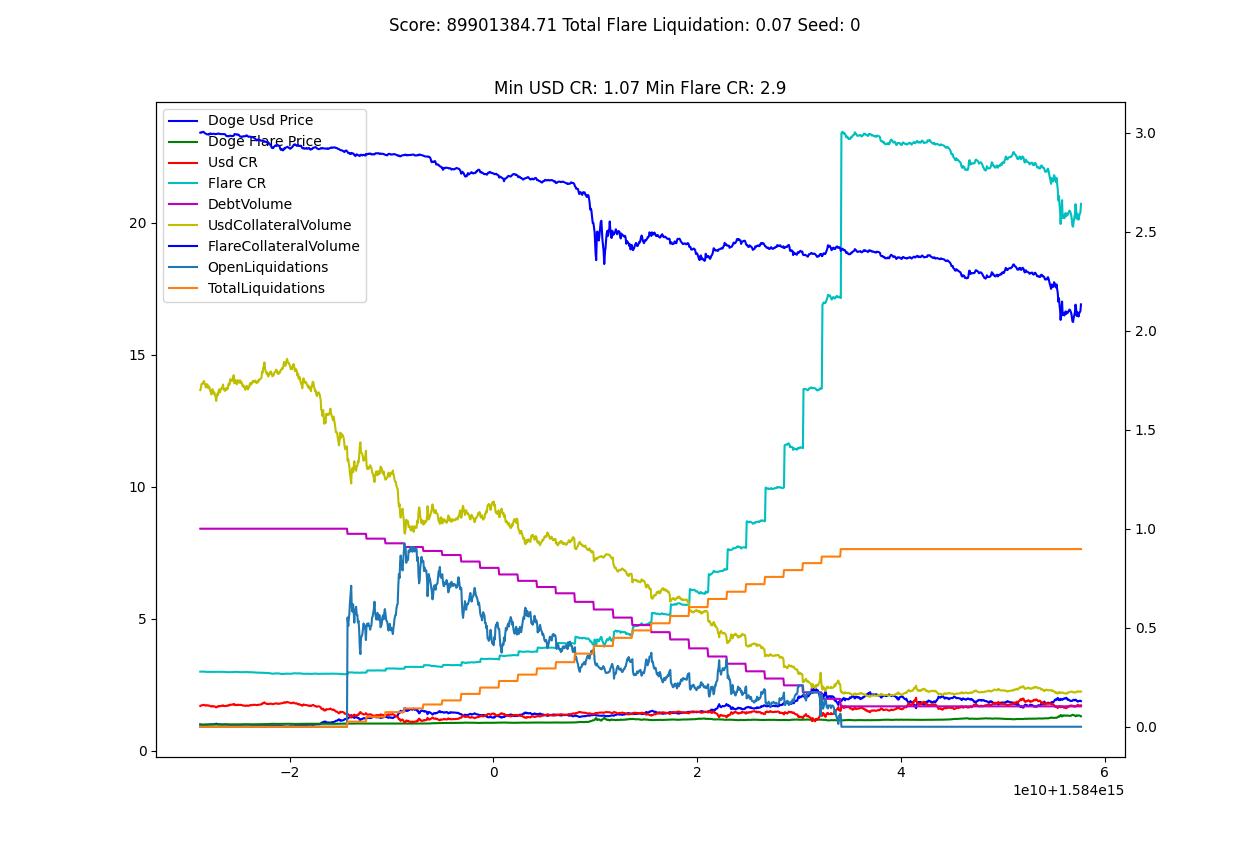 Score: 89901384.71 Total Flare Liquidation: 0.07 Seed: 0
Min USD CR: 1.07 Min Flare CR: 2.9
Doge Usd Price
Doge Flare Price
Usd CR
Flare CR
DebtVolume
UsdCollateralVolume
FlareCollateralVolume
OpenLiquidations
TotalLiquidations
20
15
10
5
0
3.0
2.5
2.0
1.5
1.0
0.5
0.0
−2 0 2 4 6
1e10+1.584e15